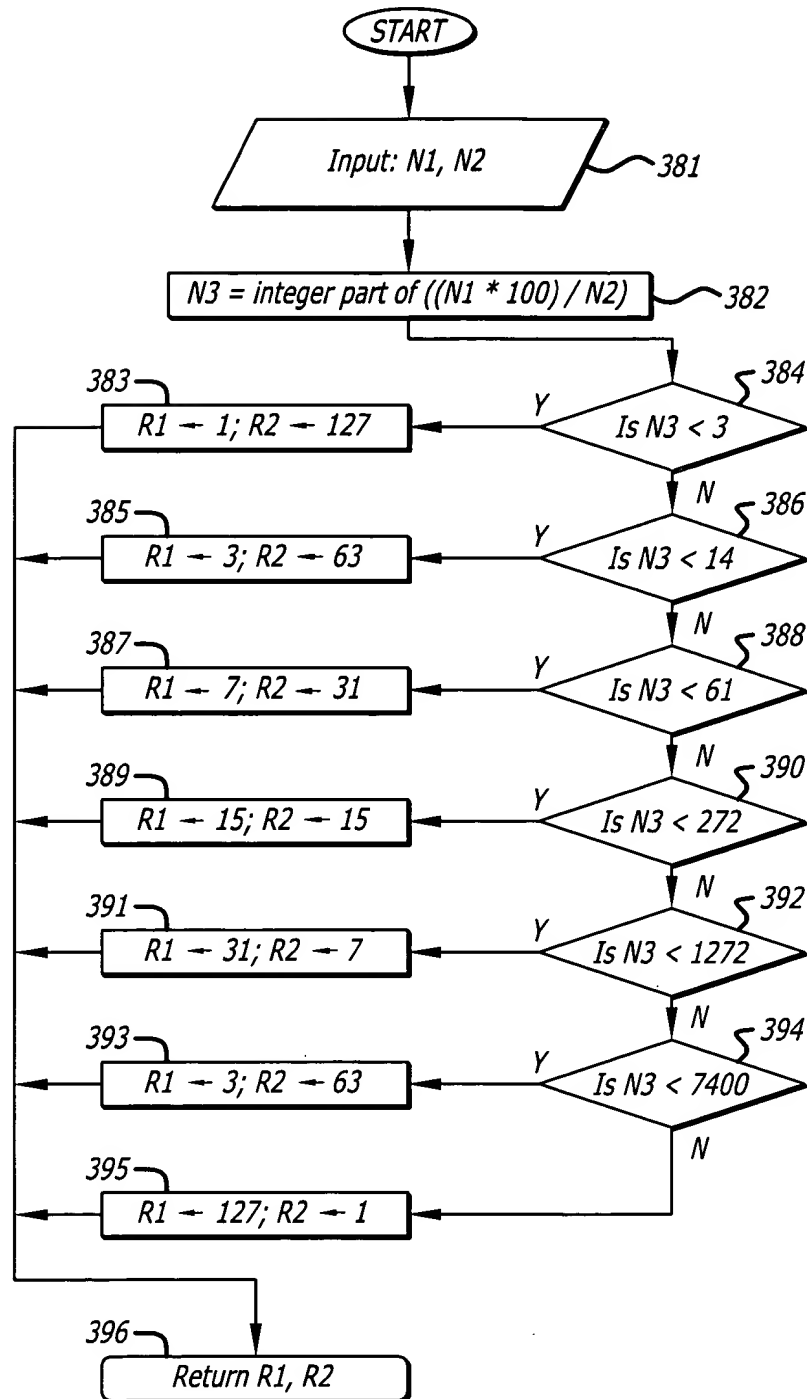 START
Input: N1, N2
381
N3 = integer part of ((N1 * 100) / N2)
382
383
R1 ← 1; R2 ← 127
Y
Is N3 < 3
384
N
385
R1 ← 3; R2 ← 63
Y
Is N3 < 14
386
N
387
R1 ← 7; R2 ← 31
Y
Is N3 < 61
388
N
389
R1 ← 15; R2 ← 15
Y
Is N3 < 272
390
N
391
R1 ← 31; R2 ← 7
Y
Is N3 < 1272
392
N
393
R1 ← 3; R2 ← 63
Y
Is N3 < 7400
394
N
395
R1 ← 127; R2 ← 1
396
Return R1, R2